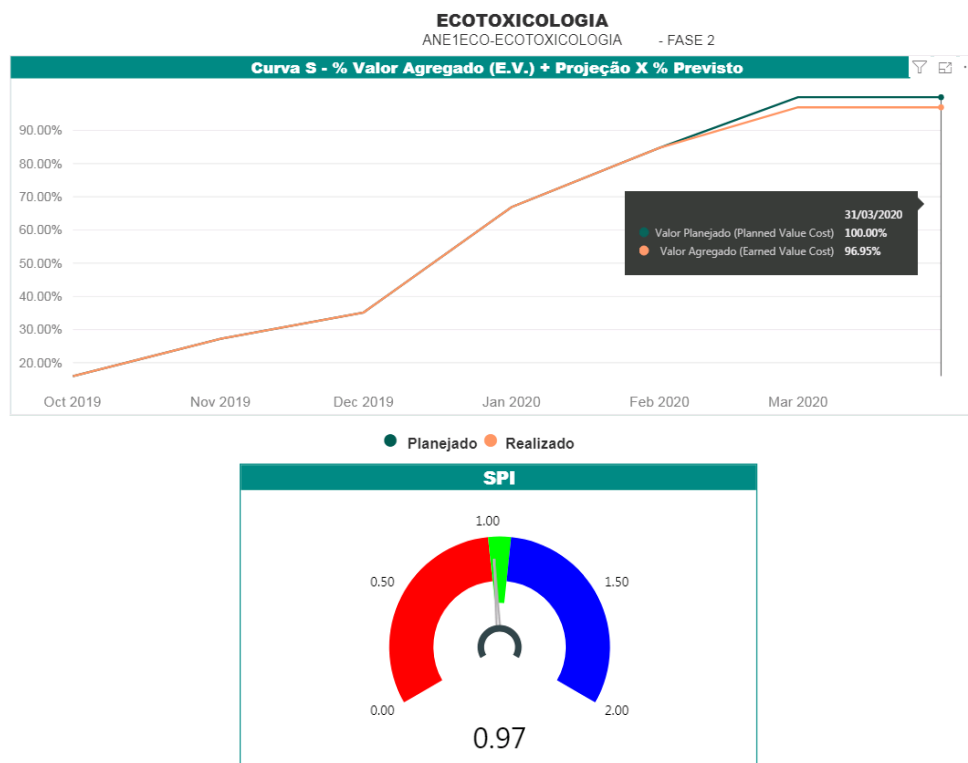 ECOTOXICOLOGIA
ANE1ECO-ECOTOXICOLOGIA - FASE 2
Curva S - % Valor Agregado (E.V.) + Projeção X % Previsto
90.00%
80.00%
70.00%
60.00%
50.00%
40.00%
30.00%
20.00%
31/03/2020
Valor Planejado (Planned Value Cost) 100.00%
Valor Agregado (Earned Value Cost) 96.95%
Oct 2019 Nov 2019 Dec 2019 Jan 2020 Feb 2020 Mar 2020
Planejado Realizado
SPI
1.00
0.50 1.50
0.00 2.00
0.97